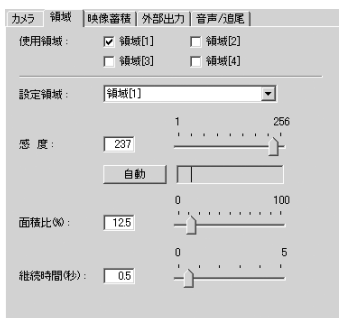 カメラ 領域 映像蓄積 外部出力 音声/追尾
使用領域: 領域[1] 領域[2]
領域[3] 領域[4]
設定領域: 領域[1]
1 256
感 度: 237
自動
0 100
面積比(%): 12.5
0 5
継続時間(秒): 0.5